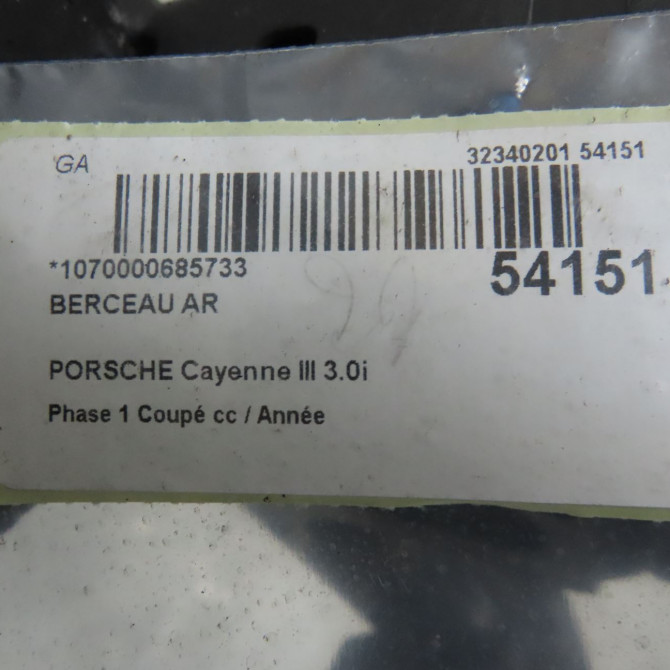 GA
32340201 54151
*1070000685733
54151
BERCEAU AR
PORSCHE Cayenne III 3.0i
Phase 1 Coupé cc / Année